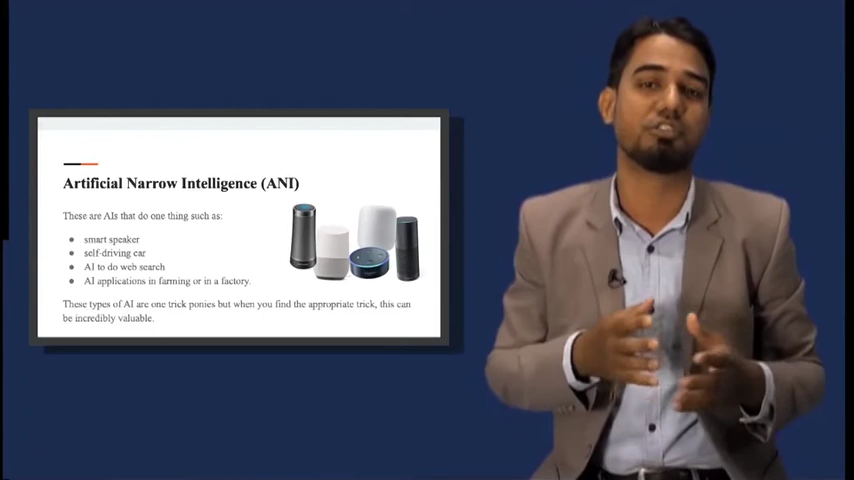 Artificial Narrow Intelligence (ANI)
These are AIs that do one thing such as:
● smart speaker
● self-driving car
● AI to do web search
● AI applications in farming or in a factory.
These types of AI are one trick ponies but when you find the appropriate trick, this can
be incredibly valuable.